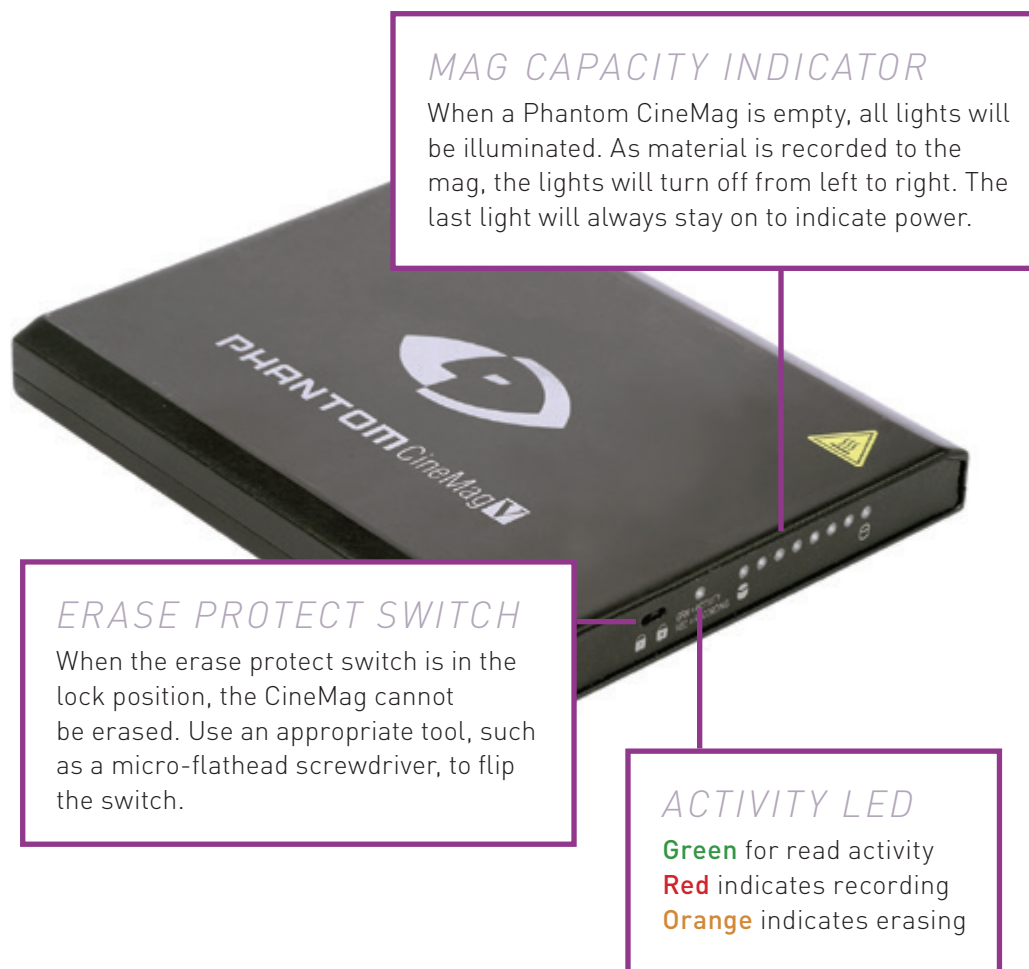 MAG CAPACITY INDICATOR
When a Phantom CineMag is empty, all lights will
be illuminated. As material is recorded to the
mag, the lights will turn off from left to right. The
last light will always stay on to indicate power.
PHANTOM CineMag V
ERASE PROTECT SWITCH
When the erase protect switch is in the
lock position, the CineMag cannot
be erased. Use an appropriate tool, such
as a micro-flathead screwdriver, to flip
the switch.
ACTIVITY LED
Green for read activity
Red indicates recording
Orange indicates erasing